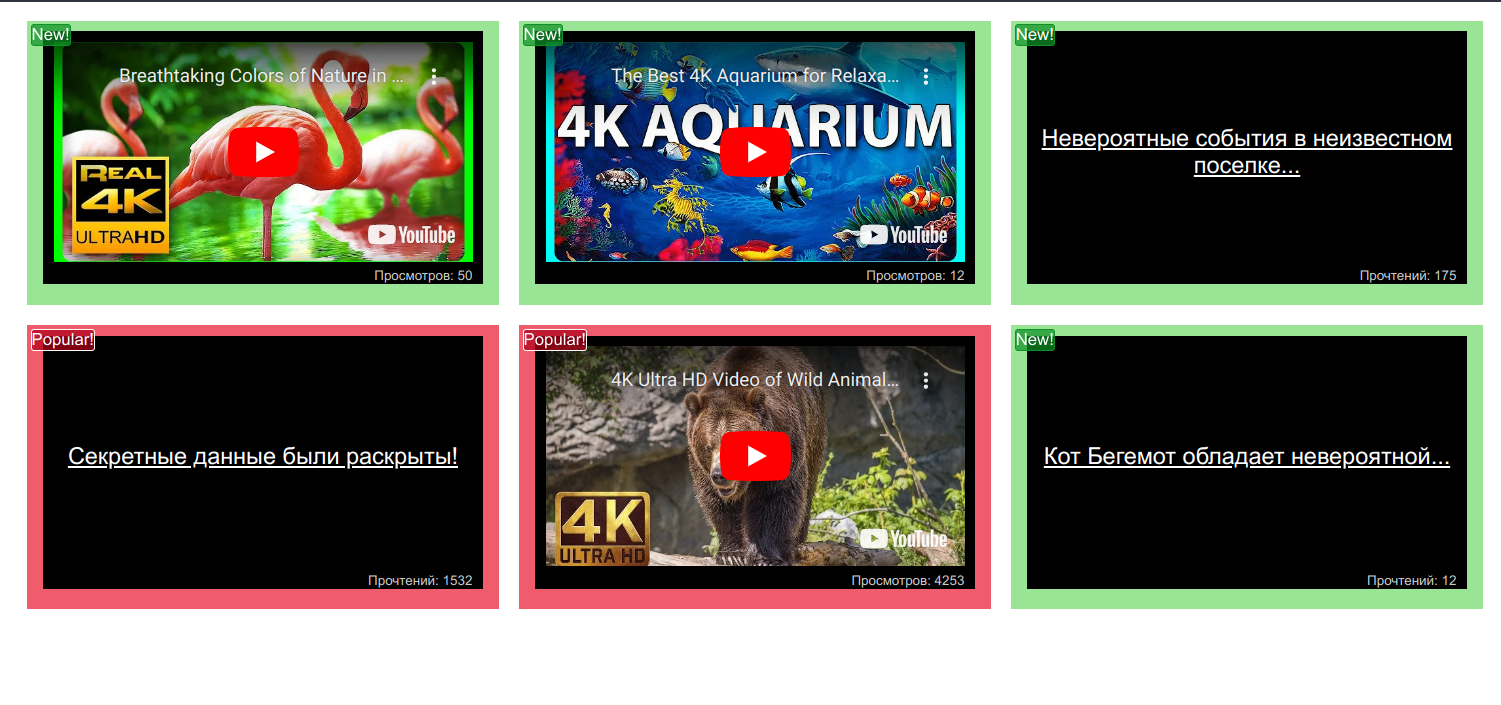 New!
Breathtaking Colors of Nature in ...
REAL
4K
ULTRAHD
YouTube
Просмотров: 50
New!
The Best 4K Aquarium for Relaxa...
4K AQUARIUM
YouTube
Просмотров: 12
New!
Невероятные события в неизвестном
поселке...
Прочтений: 175
Popular!
Секретные данные были раскрыты!
Прочтений: 1532
Popular!
4K Ultra HD Video of Wild Animal...
4K
ULTRA HD
YouTube
Просмотров: 4253
New!
Кот Бегемот обладает невероятной...
Прочтений: 12